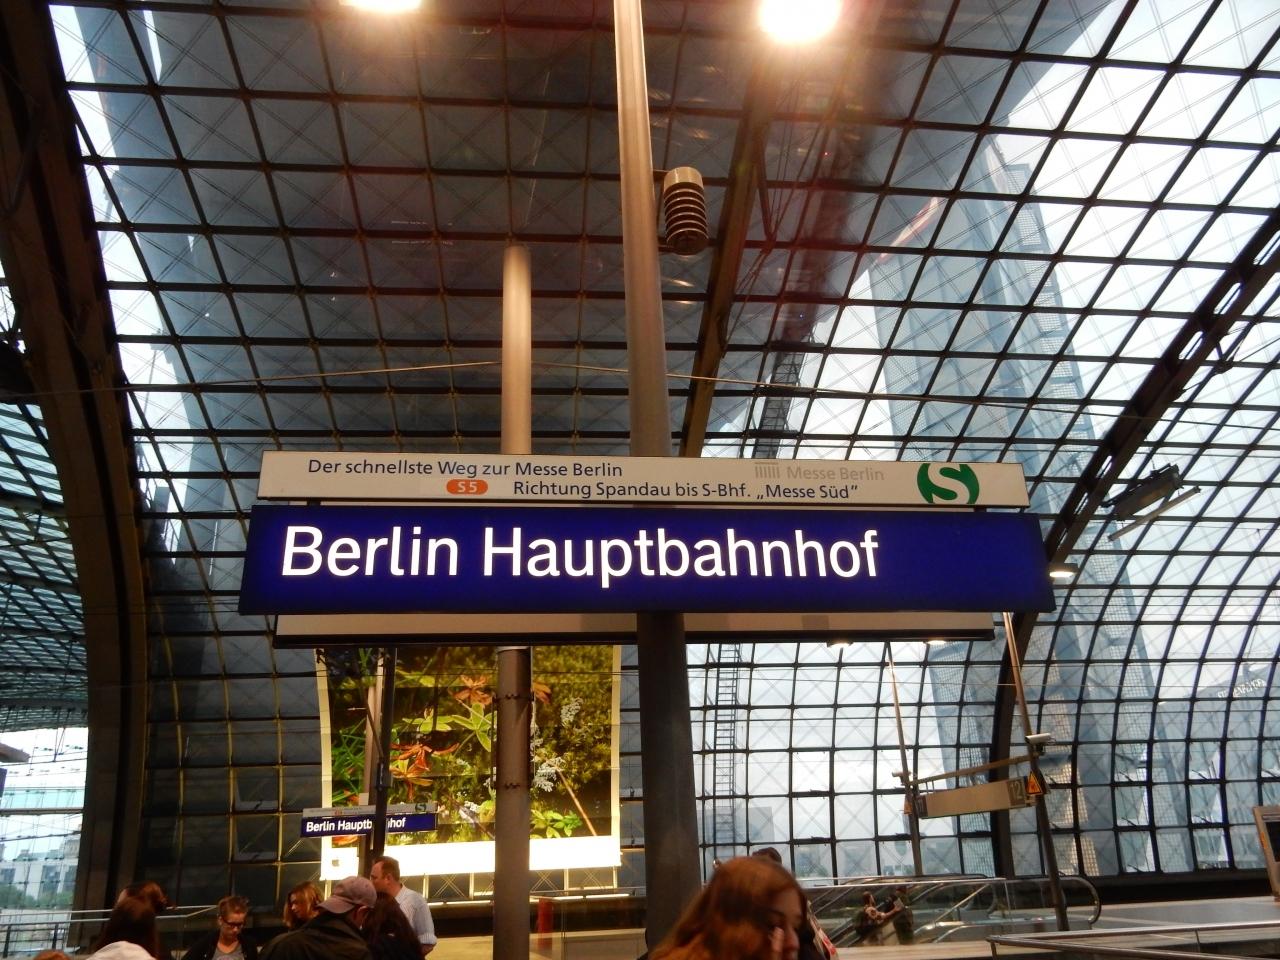 Der schnellste Weg zur Messe Berlin
Messe Berlin
S
S5 Richtung Spandau bis S-Bhf. „Messe Süd”
Berlin Hauptbahnhof
S
Berlin Hauptbahnhof
12